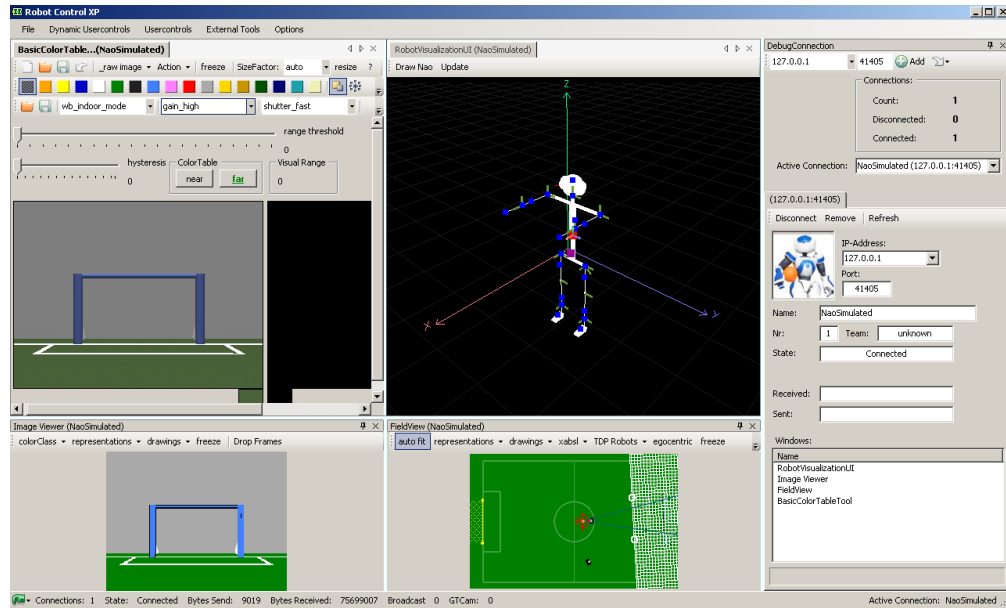 Robot Control XP
File Dynamic Usercontrols Usercontrols External Tools Options
BasicColorTable...(NaoSimulated)
_raw image Action freeze SizeFactor: auto resize ?
wb_indoor_mode gain_high shutter_fast
range threshold
0
hysteresis
0
ColorTable
near far
Visual Range
0
RobotVisualizationUI (NaoSimulated)
Draw Nao Update
Z
X
Y
DebugConnection
127.0.0.1 41405 Add
Connections:
Count: 1
Disconnected: 0
Connected: 1
Active Connection: NaoSimulated (127.0.0.1:41405)
(127.0.0.1:41405)
Disconnect Remove Refresh
IP-Address:
127.0.0.1
Port:
41405
Name: NaoSimulated
Nr: 1 Team: unknown
State: Connected
Received:
Sent:
Windows:
Name
RobotVisualizationUI
Image Viewer
FieldView
BasicColorTableTool
Image Viewer (NaoSimulated)
colorClass representations drawings freeze Drop Frames
FieldView (NaoSimulated)
auto fit representations drawings xabsl TDP Robots egocentric freeze
Connections: 1 State: Connected Bytes Send: 9019 Bytes Received: 75699007 Broadcast 0 GTCam: 0 Active Connection: NaoSimulated